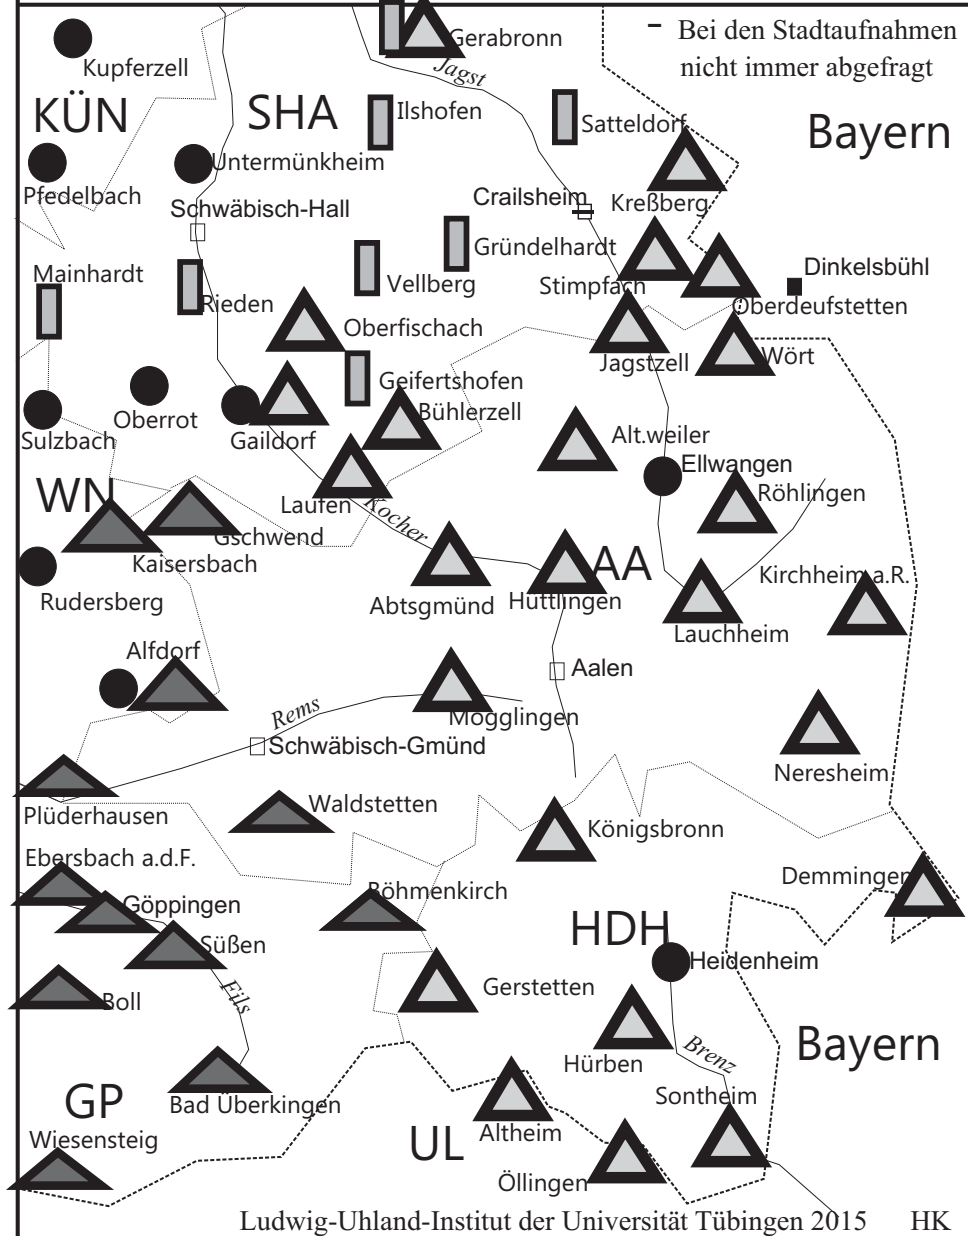 – Bei den Stadtaufnahmen
nicht immer abgefragt
Gerabronn
Kupferzell
Jagst
KÜN
SHA
Ilshofen
Satteldorf
Bayern
Untermünkheim
Pfedelbach
Crailsheim
Kreßberg
Schwäbisch-Hall
Gründelhardt
Mainhardt
Vellberg
Stimpfach
Dinkelsbühl
Rieden
Oberdeufstetten
Oberfischach
Jagstzell
Wört
Geifertshofen
Oberrot
Bühlerzell
Sulzbach
Gaildorf
Alt.weiler
Ellwangen
WN
Röhlingen
Laufen
Kocher
Gschwend
Kaisersbach
AA
Kirchheim a.R.
Rudersberg
Abtsgmünd
Hüttlingen
Lauchheim
Alfdorf
Aalen
Rems
Mögglingen
Schwäbisch-Gmünd
Neresheim
Plüderhausen
Waldstetten
Königsbronn
Ebersbach a.d.F.
Demmingen
Göppingen
Böhmenkirch
HDH
Süßen
Heidenheim
Boll
Fils
Gerstetten
Hürben
Brenz
Bayern
GP
Bad Überkingen
Sontheim
Wiesensteig
UL
Altheim
Öllingen
Ludwig-Uhland-Institut der Universität Tübingen 2015 HK